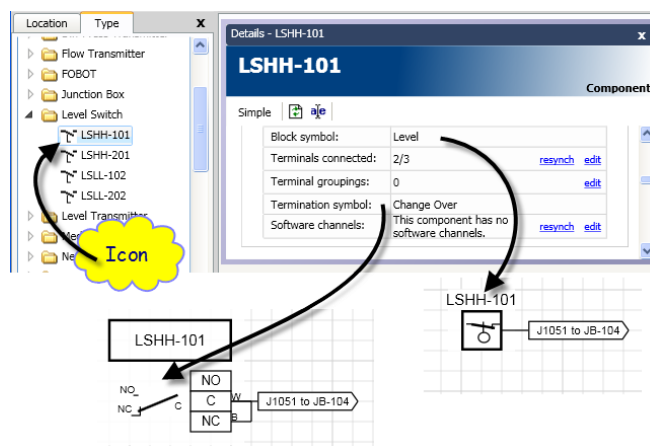 Location Type X
Flow Transmitter
FOBOT
Junction Box
Level Switch
LSHH-101
LSHH-201
LSLL-102
LSLL-202
Level Transmitter
Icon
Details - LSHH-101 x
LSHH-101
Component
Simple a|e
Block symbol: Level
Terminals connected: 2/3 resynch edit
Terminal groupings: 0 edit
Termination symbol: Change Over
Software channels: This component has no software channels. resynch edit
LSHH-101
J1051 to JB-104
LSHH-101
NO
C
NC
NO
NC
C
W
B
J1051 to JB-104